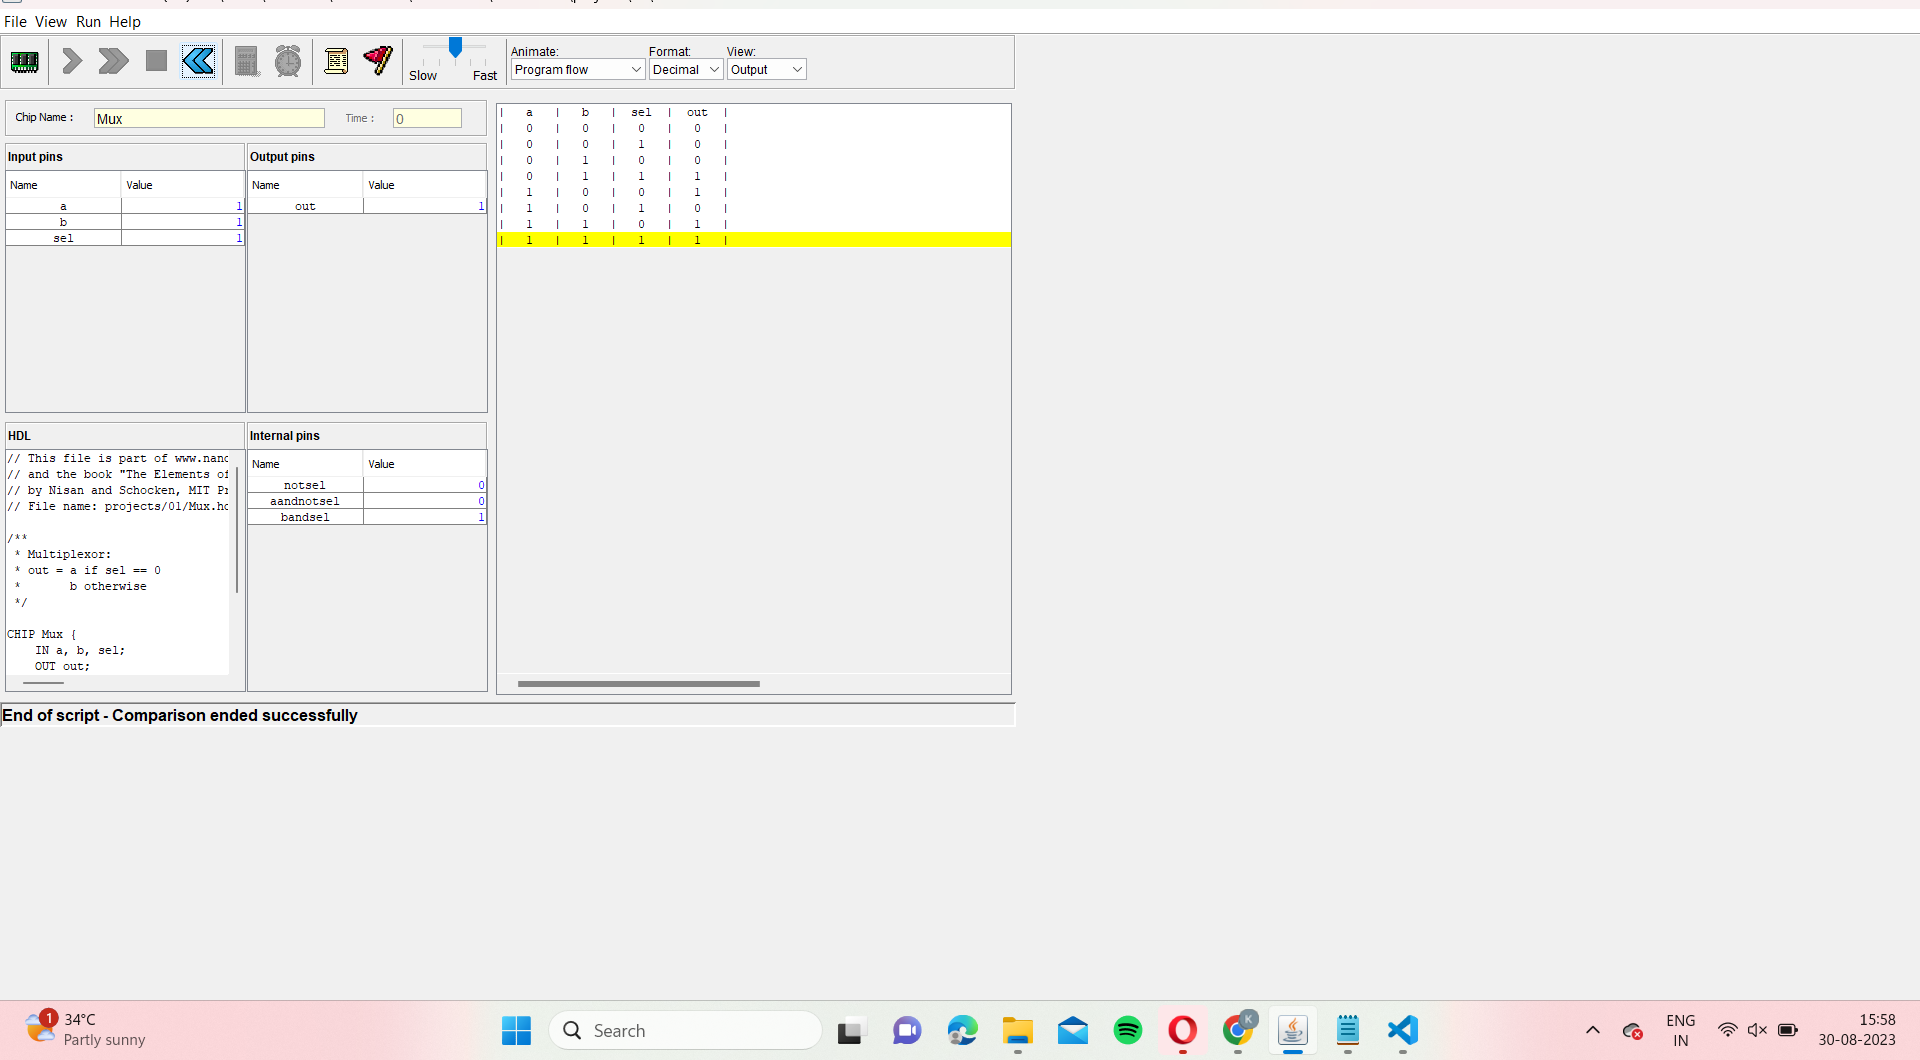 File View Run Help
Animate: Format: View:
Slow Fast Program flow Decimal Output
Chip Name : Mux Time : 0
Input pins
Name Value
a 1
b 1
sel 1
Output pins
Name Value
out 1
HDL
// This file is part of www.nanc
// and the book "The Elements of
// by Nisan and Schocken, MIT Pr
// File name: projects/01/Mux.hd
/**
* Multiplexor:
* out = a if sel == 0
* b otherwise
*/
CHIP Mux {
IN a, b, sel;
OUT out;
Internal pins
Name Value
notsel 0
aandnotsel 0
bandsel 1
| a | b | sel | out |
| 0 | 0 | 0 | 0 |
| 0 | 0 | 1 | 0 |
| 0 | 1 | 0 | 0 |
| 0 | 1 | 1 | 1 |
| 1 | 0 | 0 | 1 |
| 1 | 0 | 1 | 0 |
| 1 | 1 | 0 | 1 |
| 1 | 1 | 1 | 1 |
End of script - Comparison ended successfully
1
34°C
Partly sunny
Search
K
ENG
IN
15:58
30-08-2023